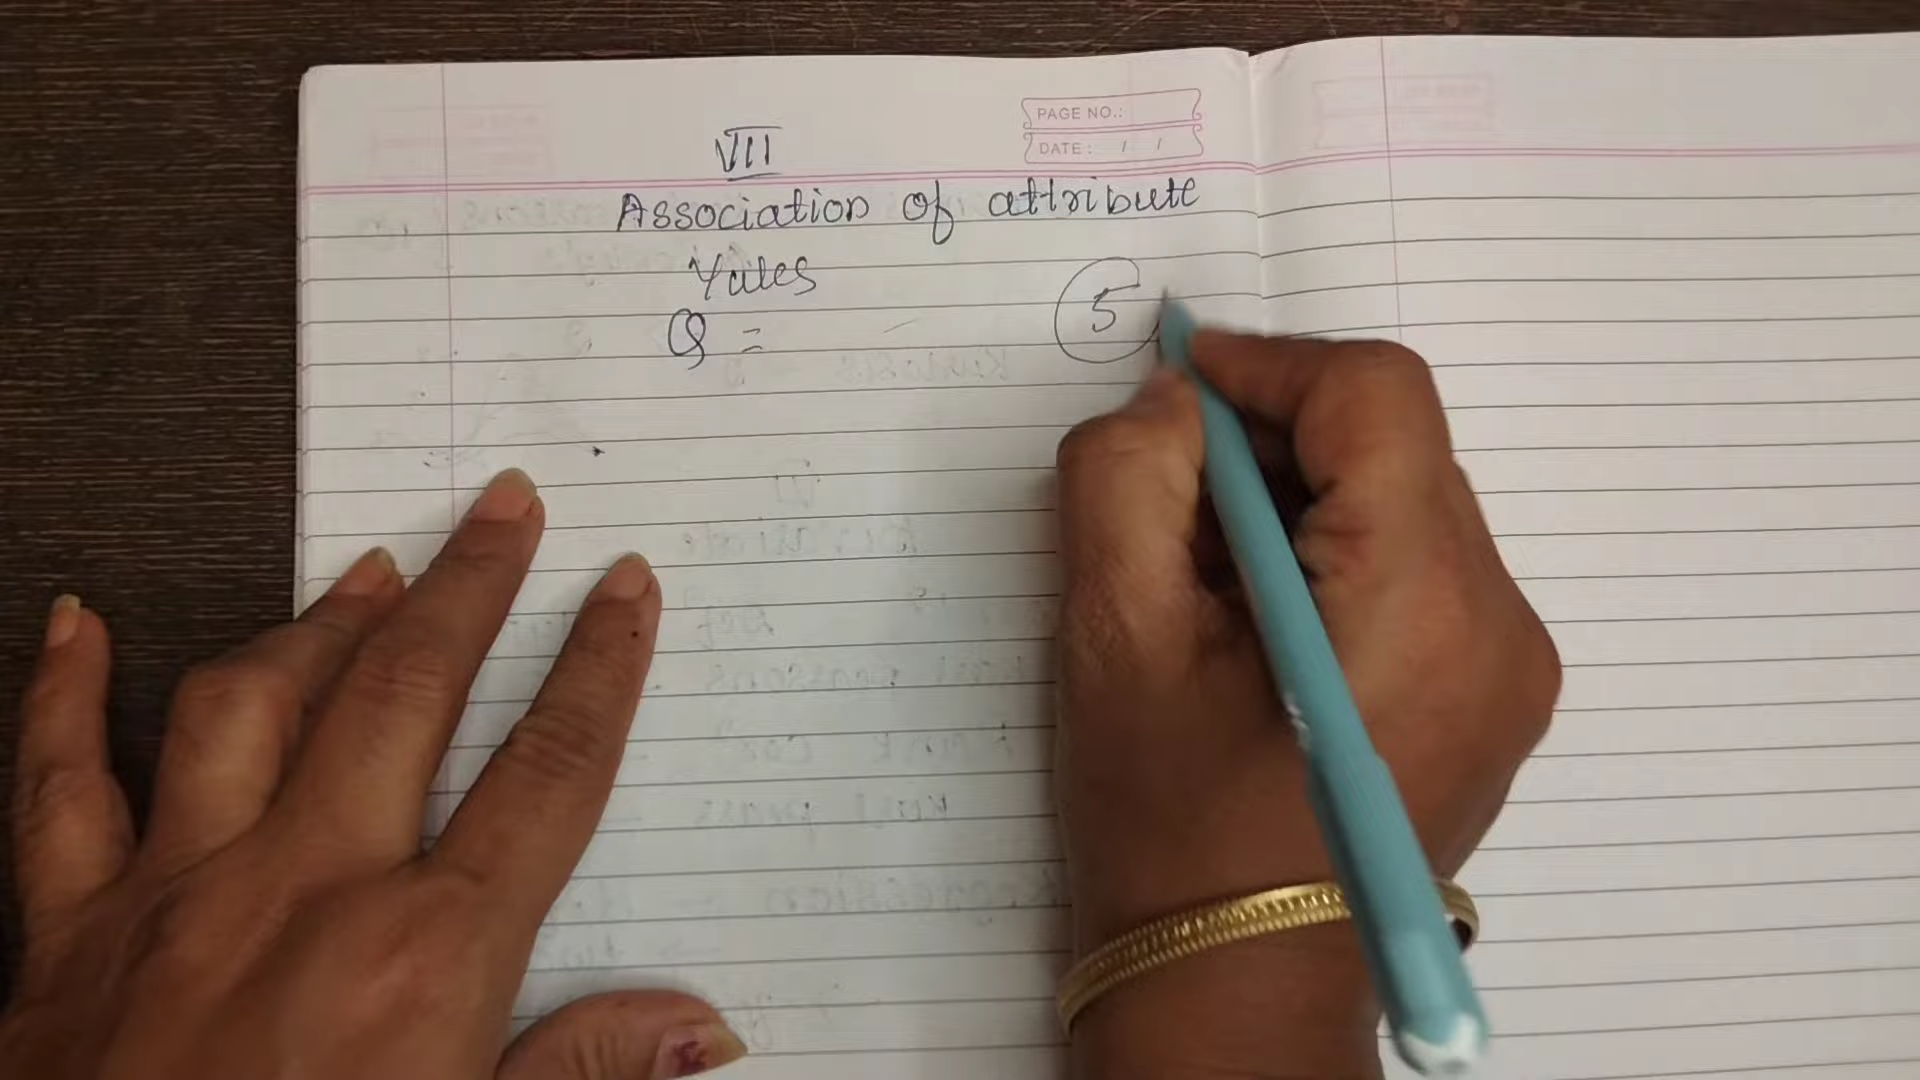 PAGE NO.:
DATE : / /
VII
Association of attribute
Yules
Q = 5